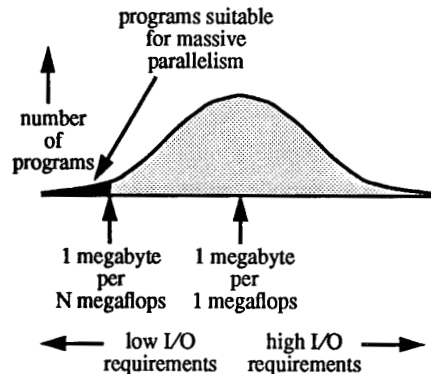 programs suitable
for massive
parallelism
number
of
programs
1 megabyte
per
N megaflops
1 megabyte
per
1 megaflops
low I/O
requirements
high I/O
requirements